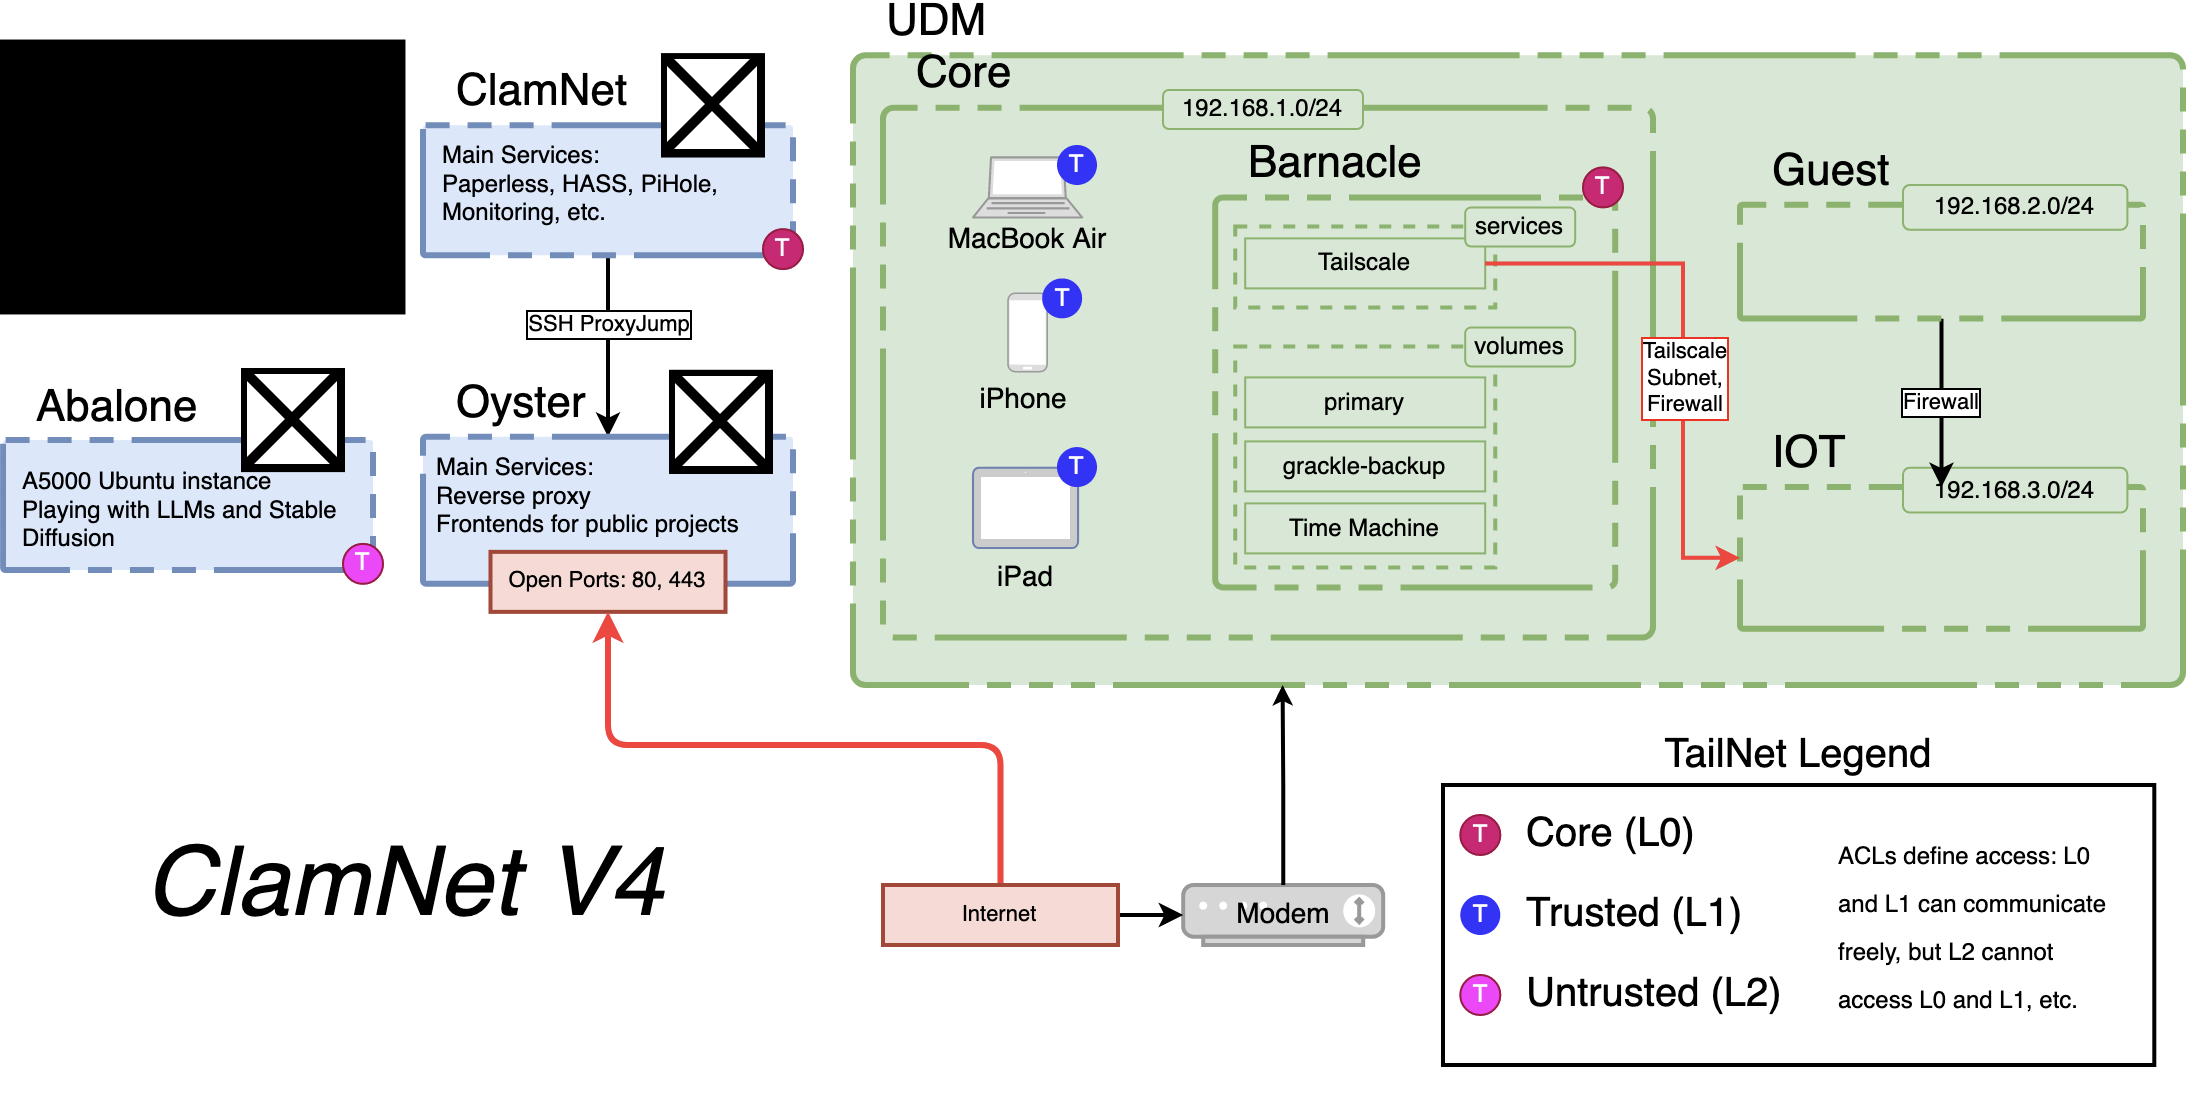 UDM
Core
192.168.1.0/24
ClamNet
Main Services:
Paperless, HASS, PiHole,
Monitoring, etc.
T
SSH ProxyJump
Abalone
A5000 Ubuntu instance
Playing with LLMs and Stable
Diffusion
T
Oyster
Main Services:
Reverse proxy
Frontends for public projects
Open Ports: 80, 443
T
MacBook Air
T
iPhone
T
iPad
Barnacle
T
services
Tailscale
volumes
primary
grackle-backup
Time Machine
Tailscale
Subnet,
Firewall
Guest
192.168.2.0/24
Firewall
IOT
192.168.3.0/24
ClamNet V4
Internet
Modem
TailNet Legend
T Core (L0)
T Trusted (L1)
T Untrusted (L2)
ACLs define access: L0
and L1 can communicate
freely, but L2 cannot
access L0 and L1, etc.